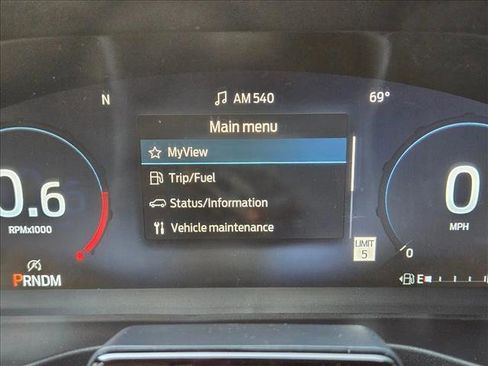 N
AM 540
69°
Main menu
MyView
Trip/Fuel
Status/Information
Vehicle maintenance
0.6
RPMx1000
PRNDM
0
MPH
LIMIT
5
0
E